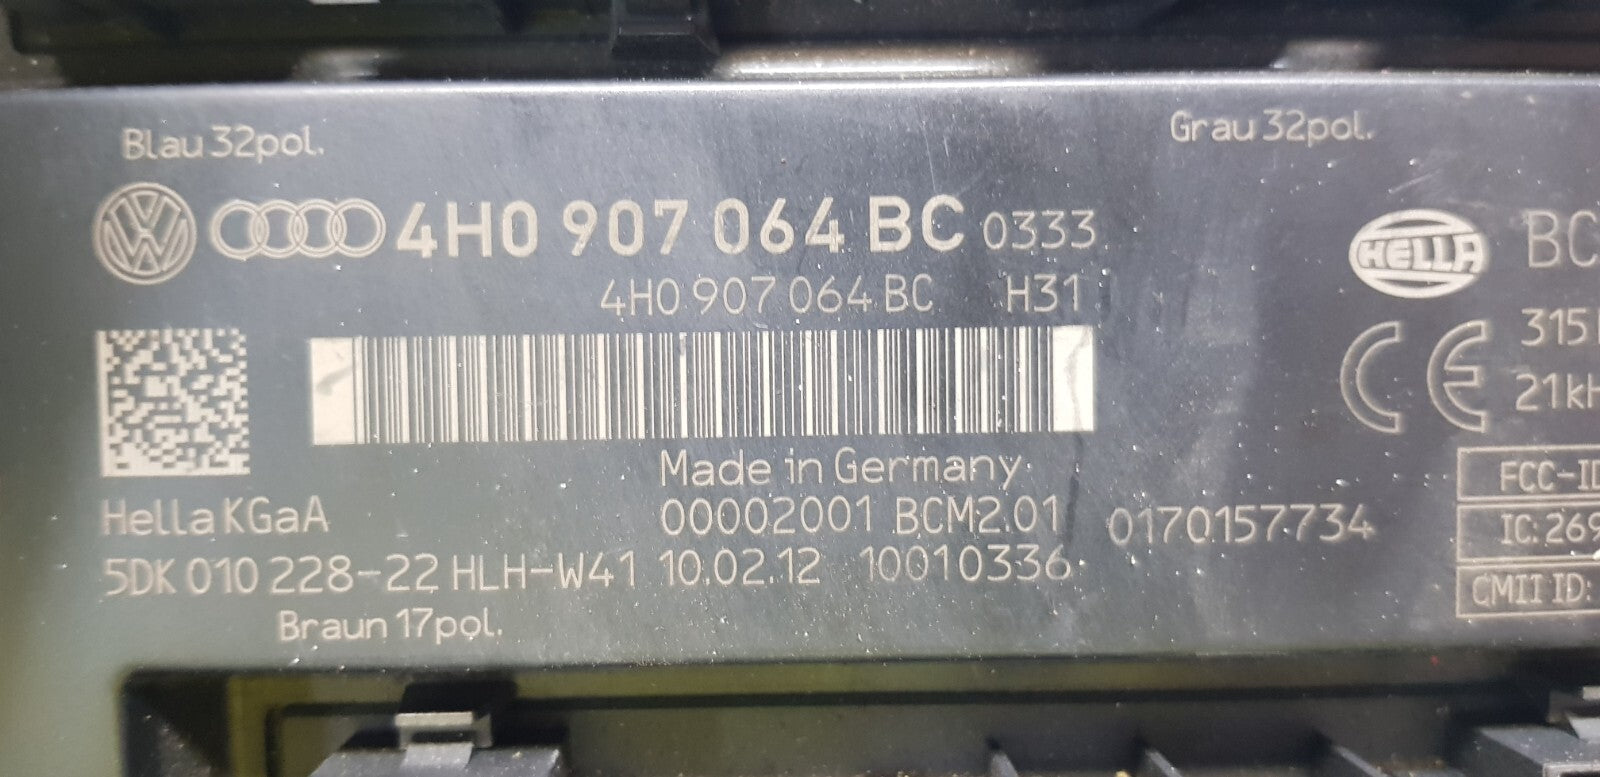 Blau 32pol.
Grau 32pol.
4H0 907 064 BC 0333
4H0 907 064 BC H31
HELLA BC
315
21kH
Made in Germany
Hella KGaA
00002001 BCM2.01
0170157734
5DK 010 228-22 HLH-W41 10.02.12 10010336
Braun 17pol.
FCC-ID
IC: 269
CMII ID: